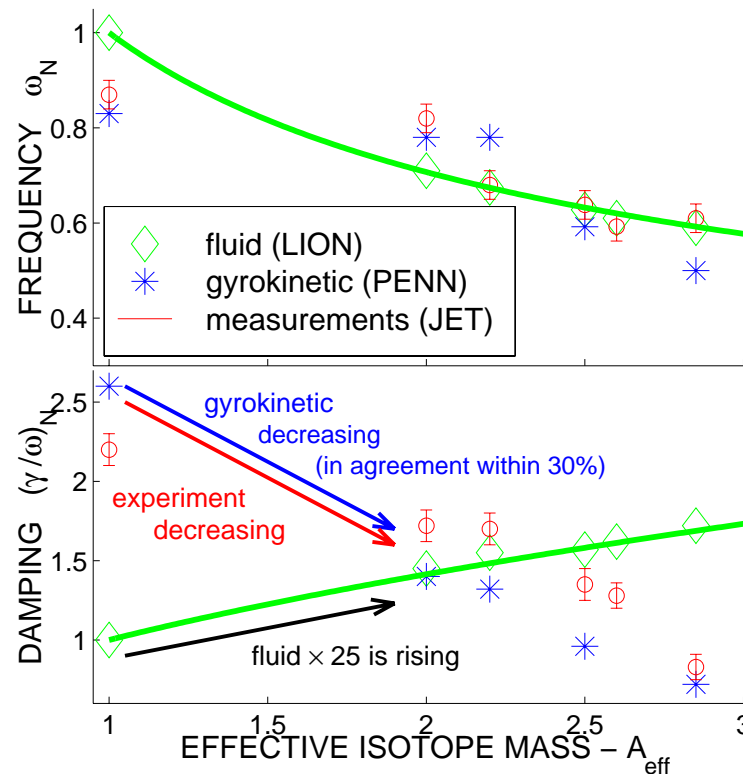 FREQUENCY ω_N
1
0.8
0.6
0.4
fluid (LION)
gyrokinetic (PENN)
measurements (JET)
DAMPING (γ/ω)_N
2.5
2
1.5
1
gyrokinetic
decreasing
(in agreement within 30%)
experiment
decreasing
fluid × 25 is rising
1 1.5 2 2.5 3
EFFECTIVE ISOTOPE MASS − A_eff